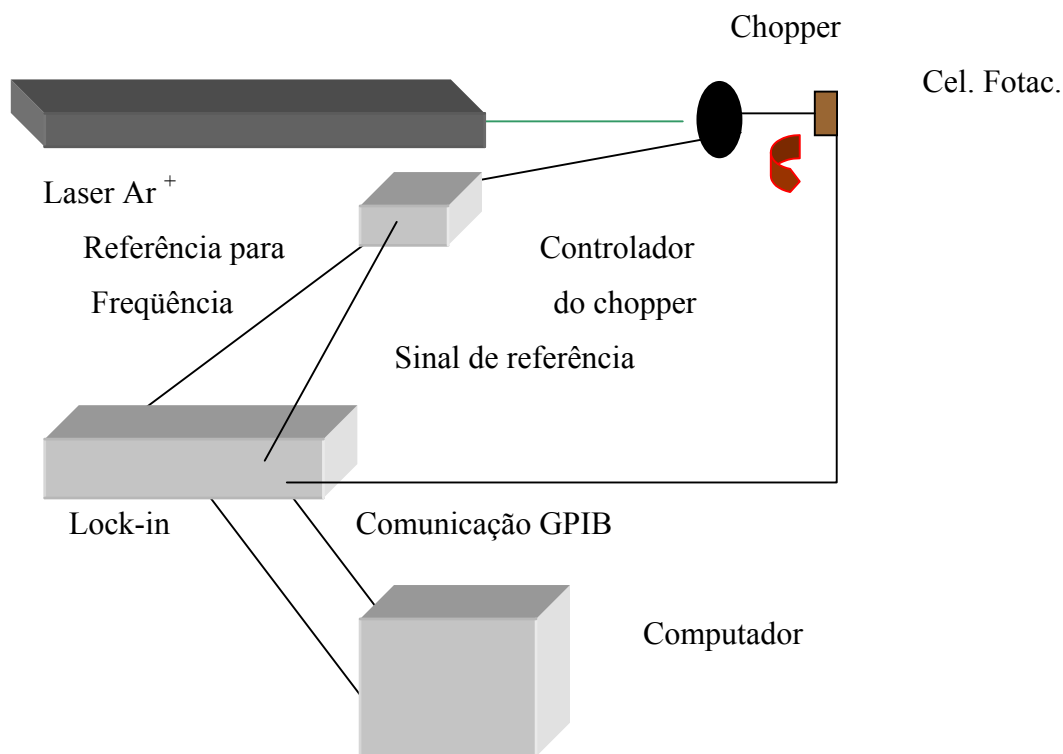 Chopper
Cel. Fotac.
Laser Ar +
Referência para
Freqüência
Controlador
do chopper
Sinal de referência
Lock-in
Comunicação GPIB
Computador